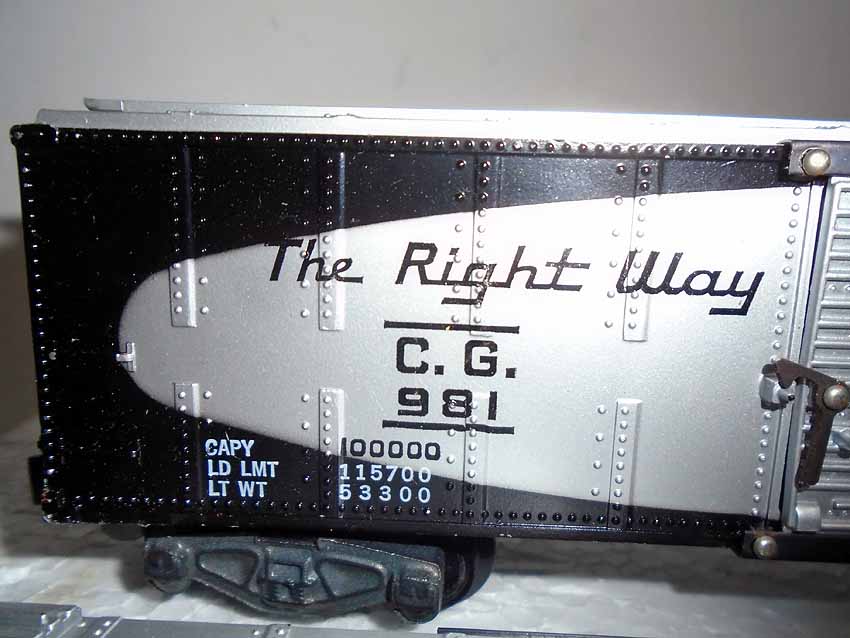 The Right Way
C. G.
981
CAPY 100000
LD LMT 115700
LT WT 53300